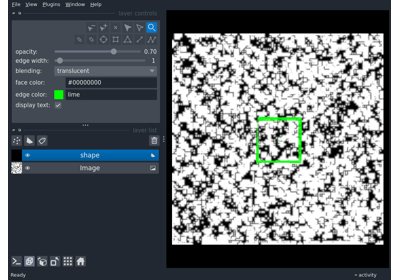 File View Plugins Window Help
layer controls
opacity: 0.70
edge width: 1
blending: translucent
face color: #00000000
edge color: lime
display text:
layer list
shape
Image
Ready
activity